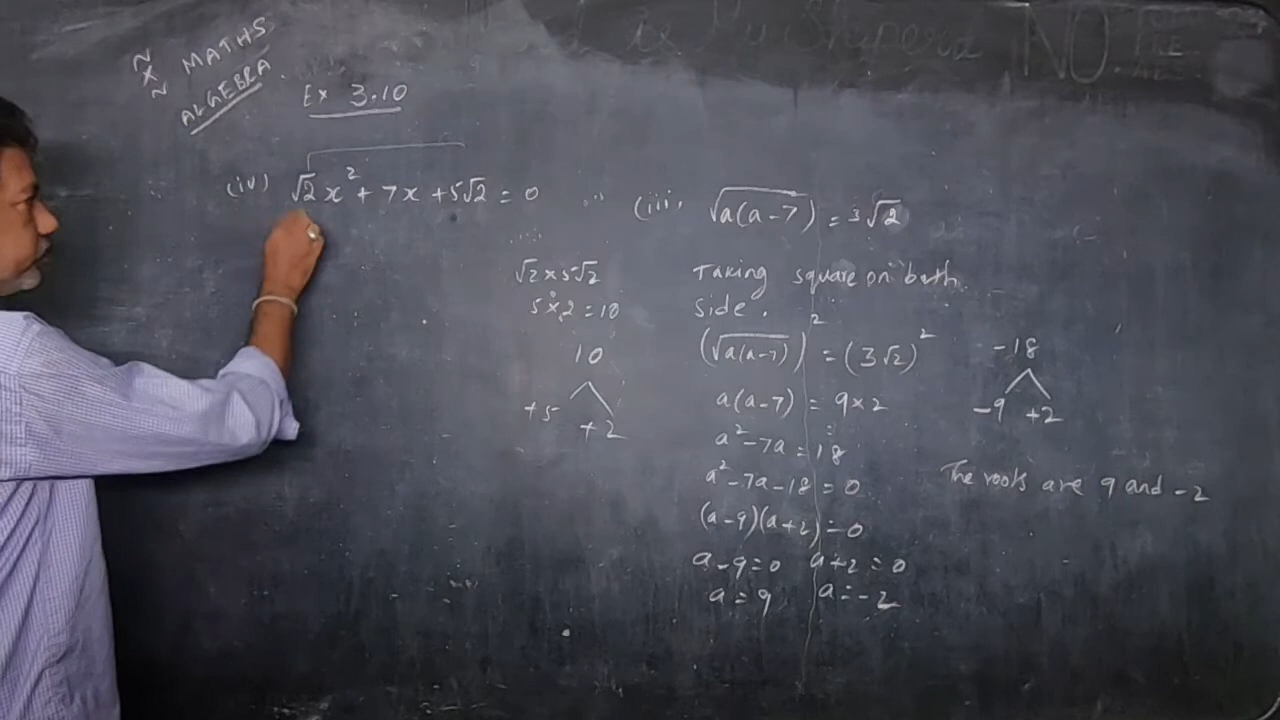 X MATHS
ALGEBRA
Ex 3.10
NO.
(iv) √2x² + 7x + 5√2 = 0
√2 × 5√2
5 × 2 = 10
10
+5 +2
(iii) √a(a-7) = 3√2
Taking square on both
side.
(√a(a-7))² = (3√2)²
a(a-7) = 9×2
a²-7a = 18
a²-7a-18 = 0
(a-9)(a+2) = 0
a-9=0 a+2=0
a=9 a=-2
-18
-9 +2
The roots are 9 and -2